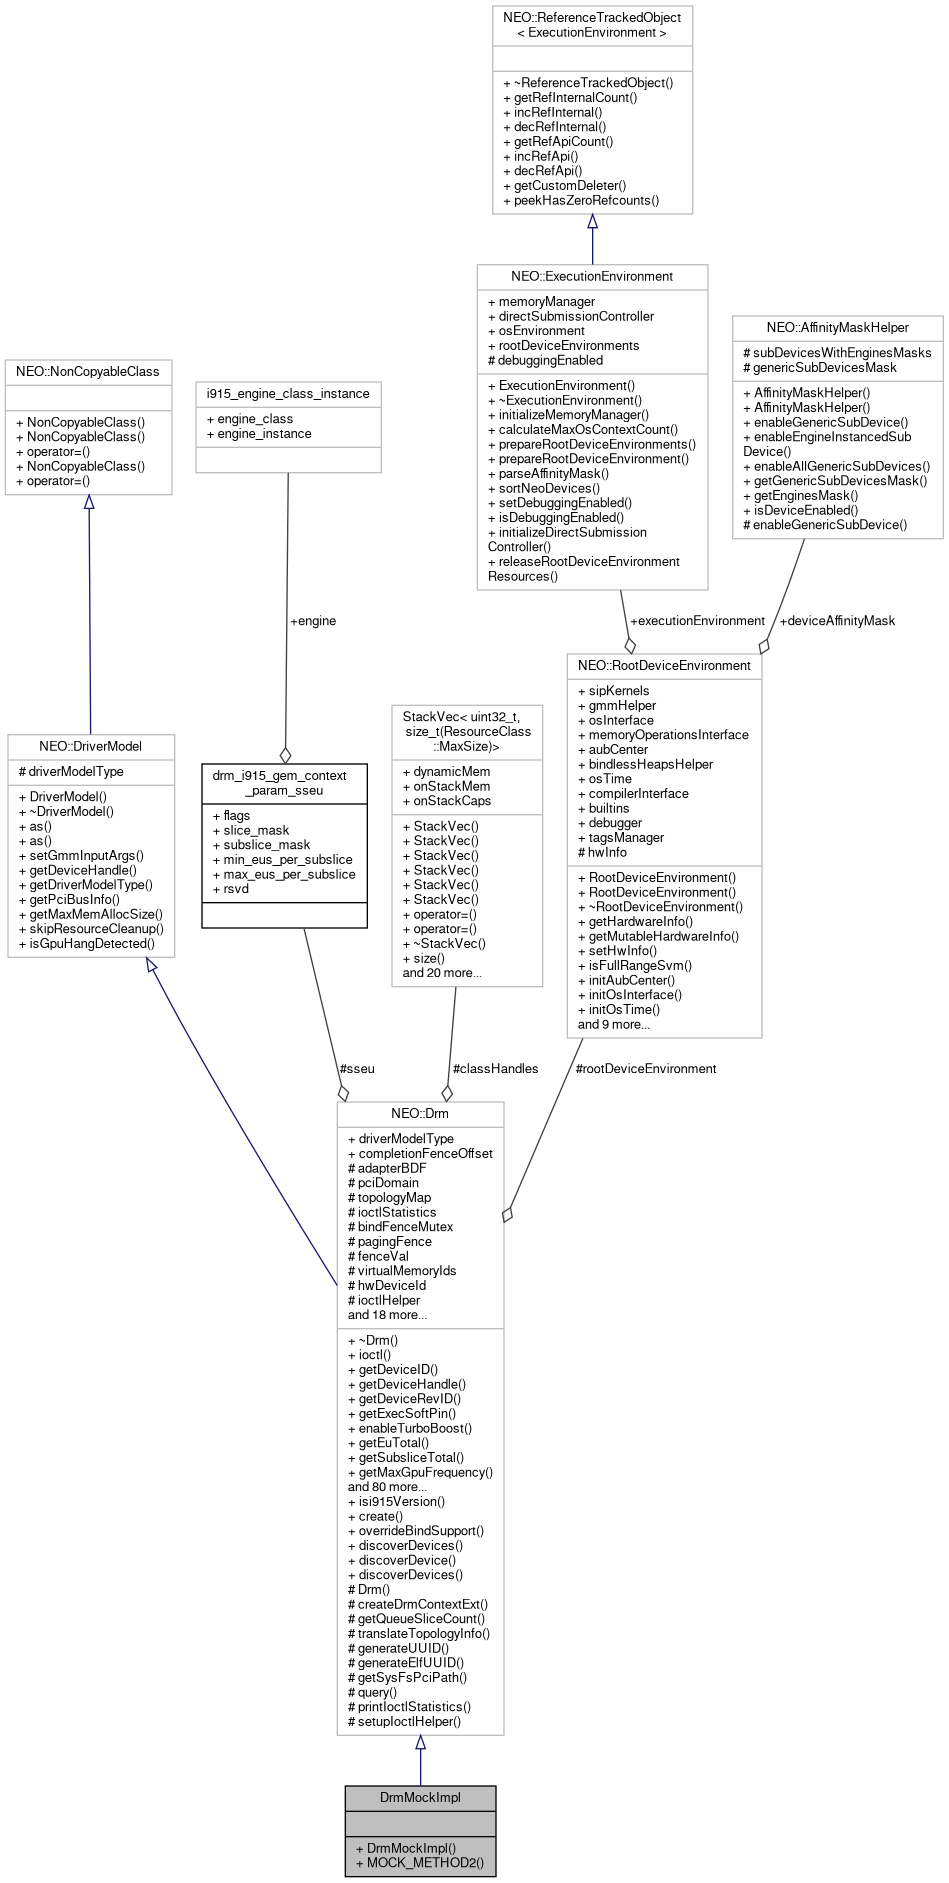 NEO::ReferenceTrackedObject
< ExecutionEnvironment >
+ ~ReferenceTrackedObject()
+ getRefInternalCount()
+ incRefInternal()
+ decRefInternal()
+ getRefApiCount()
+ incRefApi()
+ decRefApi()
+ getCustomDeleter()
+ peekHasZeroRefcounts()
NEO::ExecutionEnvironment
+ memoryManager
+ directSubmissionController
+ osEnvironment
+ rootDeviceEnvironments
# debuggingEnabled
+ ExecutionEnvironment()
+ ~ExecutionEnvironment()
+ initializeMemoryManager()
+ calculateMaxOsContextCount()
+ prepareRootDeviceEnvironments()
+ prepareRootDeviceEnvironment()
+ parseAffinityMask()
+ sortNeoDevices()
+ setDebuggingEnabled()
+ isDebuggingEnabled()
+ initializeDirectSubmission
Controller()
+ releaseRootDeviceEnvironment
Resources()
NEO::AffinityMaskHelper
# subDevicesWithEnginesMasks
# genericSubDevicesMask
+ AffinityMaskHelper()
+ AffinityMaskHelper()
+ enableGenericSubDevice()
+ enableEngineInstancedSub
Device()
+ enableAllGenericSubDevices()
+ getGenericSubDevicesMask()
+ getEnginesMask()
+ isDeviceEnabled()
# enableGenericSubDevice()
NEO::NonCopyableClass
+ NonCopyableClass()
+ NonCopyableClass()
+ operator=()
+ NonCopyableClass()
+ operator=()
i915_engine_class_instance
+ engine_class
+ engine_instance
+engine
+executionEnvironment
+deviceAffinityMask
NEO::RootDeviceEnvironment
+ sipKernels
+ gmmHelper
+ osInterface
+ memoryOperationsInterface
+ aubCenter
+ bindlessHeapsHelper
+ osTime
+ compilerInterface
+ builtins
+ debugger
+ tagsManager
# hwInfo
+ RootDeviceEnvironment()
+ RootDeviceEnvironment()
+ ~RootDeviceEnvironment()
+ getHardwareInfo()
+ getMutableHardwareInfo()
+ setHwInfo()
+ isFullRangeSvm()
+ initAubCenter()
+ initOsInterface()
+ initOsTime()
and 9 more...
StackVec< uint32_t,
size_t(ResourceClass
::MaxSize)>
+ dynamicMem
+ onStackMem
+ onStackCaps
+ StackVec()
+ StackVec()
+ StackVec()
+ StackVec()
+ StackVec()
+ StackVec()
+ operator=()
+ operator=()
+ ~StackVec()
+ size()
and 20 more...
NEO::DriverModel
# driverModelType
+ DriverModel()
+ ~DriverModel()
+ as()
+ as()
+ setGmmInputArgs()
+ getDeviceHandle()
+ getDriverModelType()
+ getPciBusInfo()
+ getMaxMemAllocSize()
+ skipResourceCleanup()
+ isGpuHangDetected()
drm_i915_gem_context
_param_sseu
+ flags
+ slice_mask
+ subslice_mask
+ min_eus_per_subslice
+ max_eus_per_subslice
+ rsvd
#sseu
#classHandles
#rootDeviceEnvironment
NEO::Drm
+ driverModelType
+ completionFenceOffset
# adapterBDF
# pciDomain
# topologyMap
# ioctlStatistics
# bindFenceMutex
# pagingFence
# fenceVal
# virtualMemoryIds
# hwDeviceId
# ioctlHelper
and 18 more...
+ ~Drm()
+ ioctl()
+ getDeviceID()
+ getDeviceHandle()
+ getDeviceRevID()
+ getExecSoftPin()
+ enableTurboBoost()
+ getEuTotal()
+ getSubsliceTotal()
+ getMaxGpuFrequency()
and 80 more...
+ isi915Version()
+ create()
+ overrideBindSupport()
+ discoverDevices()
+ discoverDevice()
+ discoverDevices()
# Drm()
# createDrmContextExt()
# getQueueSliceCount()
# translateTopologyInfo()
# generateUUID()
# generateElfUUID()
# getSysFsPciPath()
# query()
# printIoctlStatistics()
# setupIoctlHelper()
DrmMockImpl
+ DrmMockImpl()
+ MOCK_METHOD2()